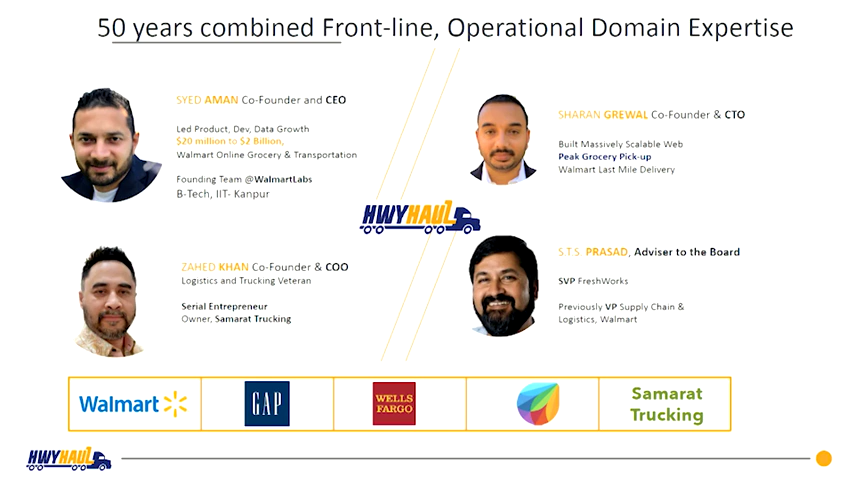 50 years combined Front-line, Operational Domain Expertise
SYED AMAN Co-Founder and CEO
Led Product, Dev, Data Growth
$20 million to $2 Billion,
Walmart Online Grocery & Transportation
Founding Team @WalmartLabs
B-Tech, IIT- Kanpur
SHARAN GREWAL Co-Founder & CTO
Built Massively Scalable Web
Peak Grocery Pick-up
Walmart Last Mile Delivery
HWYHAUL
ZAHED KHAN Co-Founder & COO
Logistics and Trucking Veteran
Serial Entrepreneur
Owner, Samarat Trucking
S.T.S. PRASAD, Adviser to the Board
SVP FreshWorks
Previously VP Supply Chain &
Logistics, Walmart
Walmart
GAP
WELLS
FARGO
Samarat
Trucking
HWYHAUL